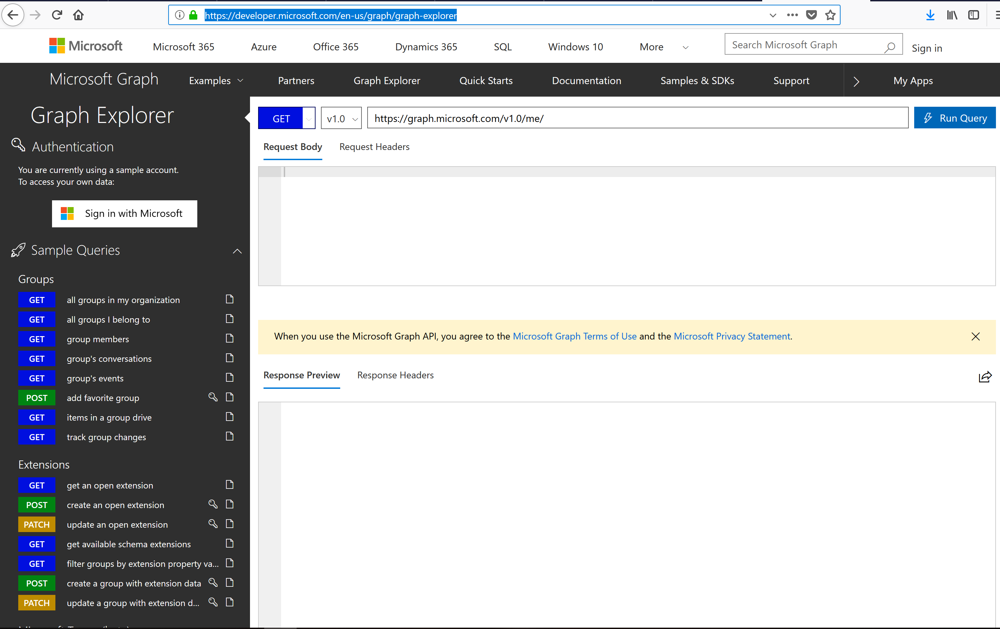 https://developer.microsoft.com/en-us/graph/graph-explorer
Microsoft
Microsoft 365
Azure
Office 365
Dynamics 365
SQL
Windows 10
More
Search Microsoft Graph
Sign in
Microsoft Graph
Examples
Partners
Graph Explorer
Quick Starts
Documentation
Samples & SDKs
Support
My Apps
Graph Explorer
Authentication
You are currently using a sample account.
To access your own data:
Sign in with Microsoft
Sample Queries
Groups
GET all groups in my organization
GET all groups I belong to
GET group members
GET group's conversations
GET group's events
POST add favorite group
GET items in a group drive
GET track group changes
Extensions
GET get an open extension
POST create an open extension
PATCH update an open extension
GET get available schema extensions
GET filter groups by extension property va...
POST create a group with extension data
PATCH update a group with extension d...
GET
v1.0
https://graph.microsoft.com/v1.0/me/
Run Query
Request Body
Request Headers
When you use the Microsoft Graph API, you agree to the Microsoft Graph Terms of Use and the Microsoft Privacy Statement.
Response Preview
Response Headers